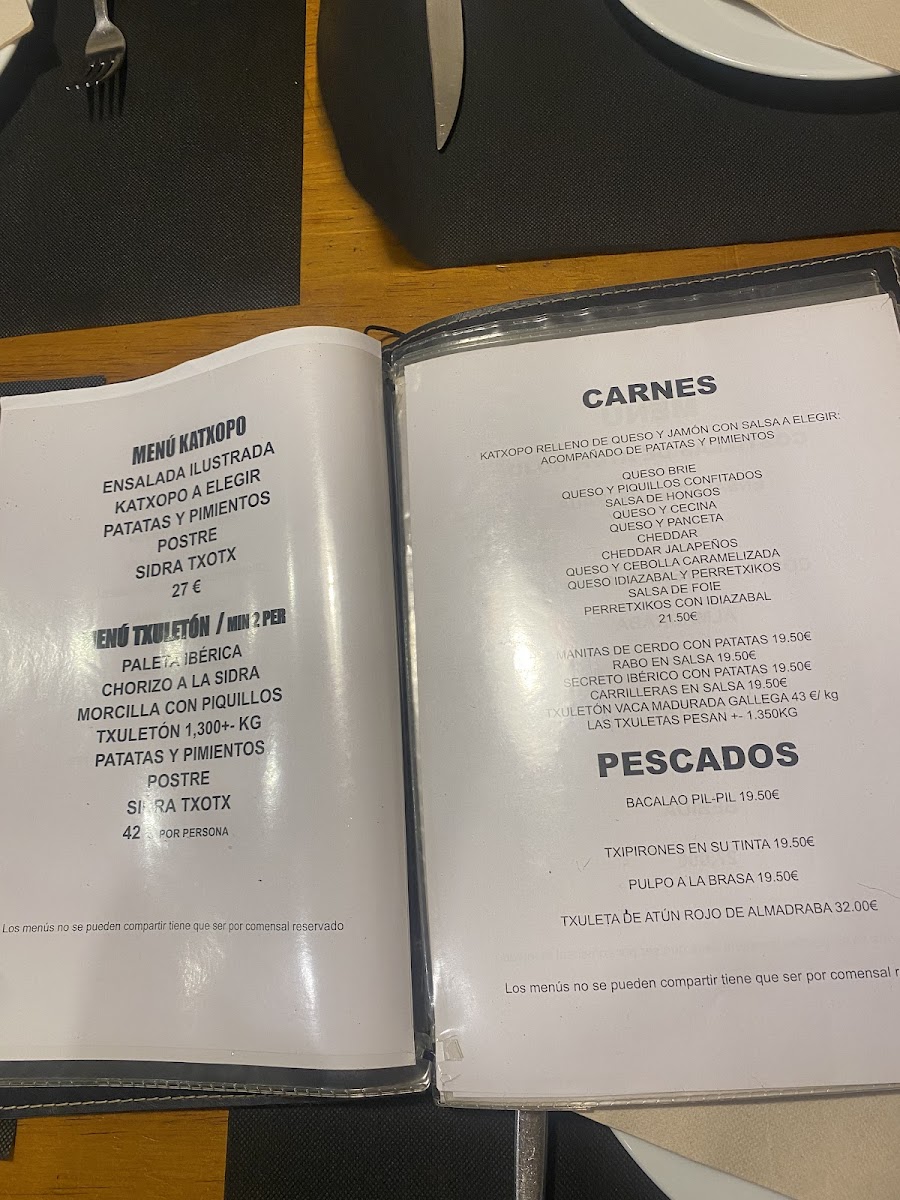 MENÚ KATXOPO
ENSALADA ILUSTRADA
KATXOPO A ELEGIR
PATATAS Y PIMIENTOS
POSTRE
SIDRA TXOTX
27 €
MENÚ TXULETÓN / MIN 2 PER
PALETA IBÉRICA
CHORIZO A LA SIDRA
MORCILLA CON PIQUILLOS
TXULETÓN 1,300+- KG
PATATAS Y PIMIENTOS
POSTRE
SIDRA TXOTX
42 € POR PERSONA
Los menús no se pueden compartir tiene que ser por comensal reservado
CARNES
KATXOPO RELLENO DE QUESO Y JAMÓN CON SALSA A ELEGIR:
ACOMPAÑADO DE PATATAS Y PIMIENTOS
QUESO BRIE
QUESO Y PIQUILLOS CONFITADOS
SALSA DE HONGOS
QUESO Y CECINA
QUESO Y PANCETA
CHEDDAR
CHEDDAR JALAPEÑOS
QUESO Y CEBOLLA CARAMELIZADA
QUESO IDIAZABAL Y PERRETXIKOS
SALSA DE FOIE
PERRETXIKOS CON IDIAZABAL
21.50€
MANITAS DE CERDO CON PATATAS 19.50€
RABO EN SALSA 19.50€
SECRETO IBÉRICO CON PATATAS 19.50€
CARRILLERAS EN SALSA 19.50€
TXULETÓN VACA MADURADA GALLEGA 43 €/ kg
LAS TXULETAS PESAN +- 1.350KG
PESCADOS
BACALAO PIL-PIL 19.50€
TXIPIRONES EN SU TINTA 19.50€
PULPO A LA BRASA 19.50€
TXULETA DE ATÚN ROJO DE ALMADRABA 32.00€
Los menús no se pueden compartir tiene que ser por comensal r